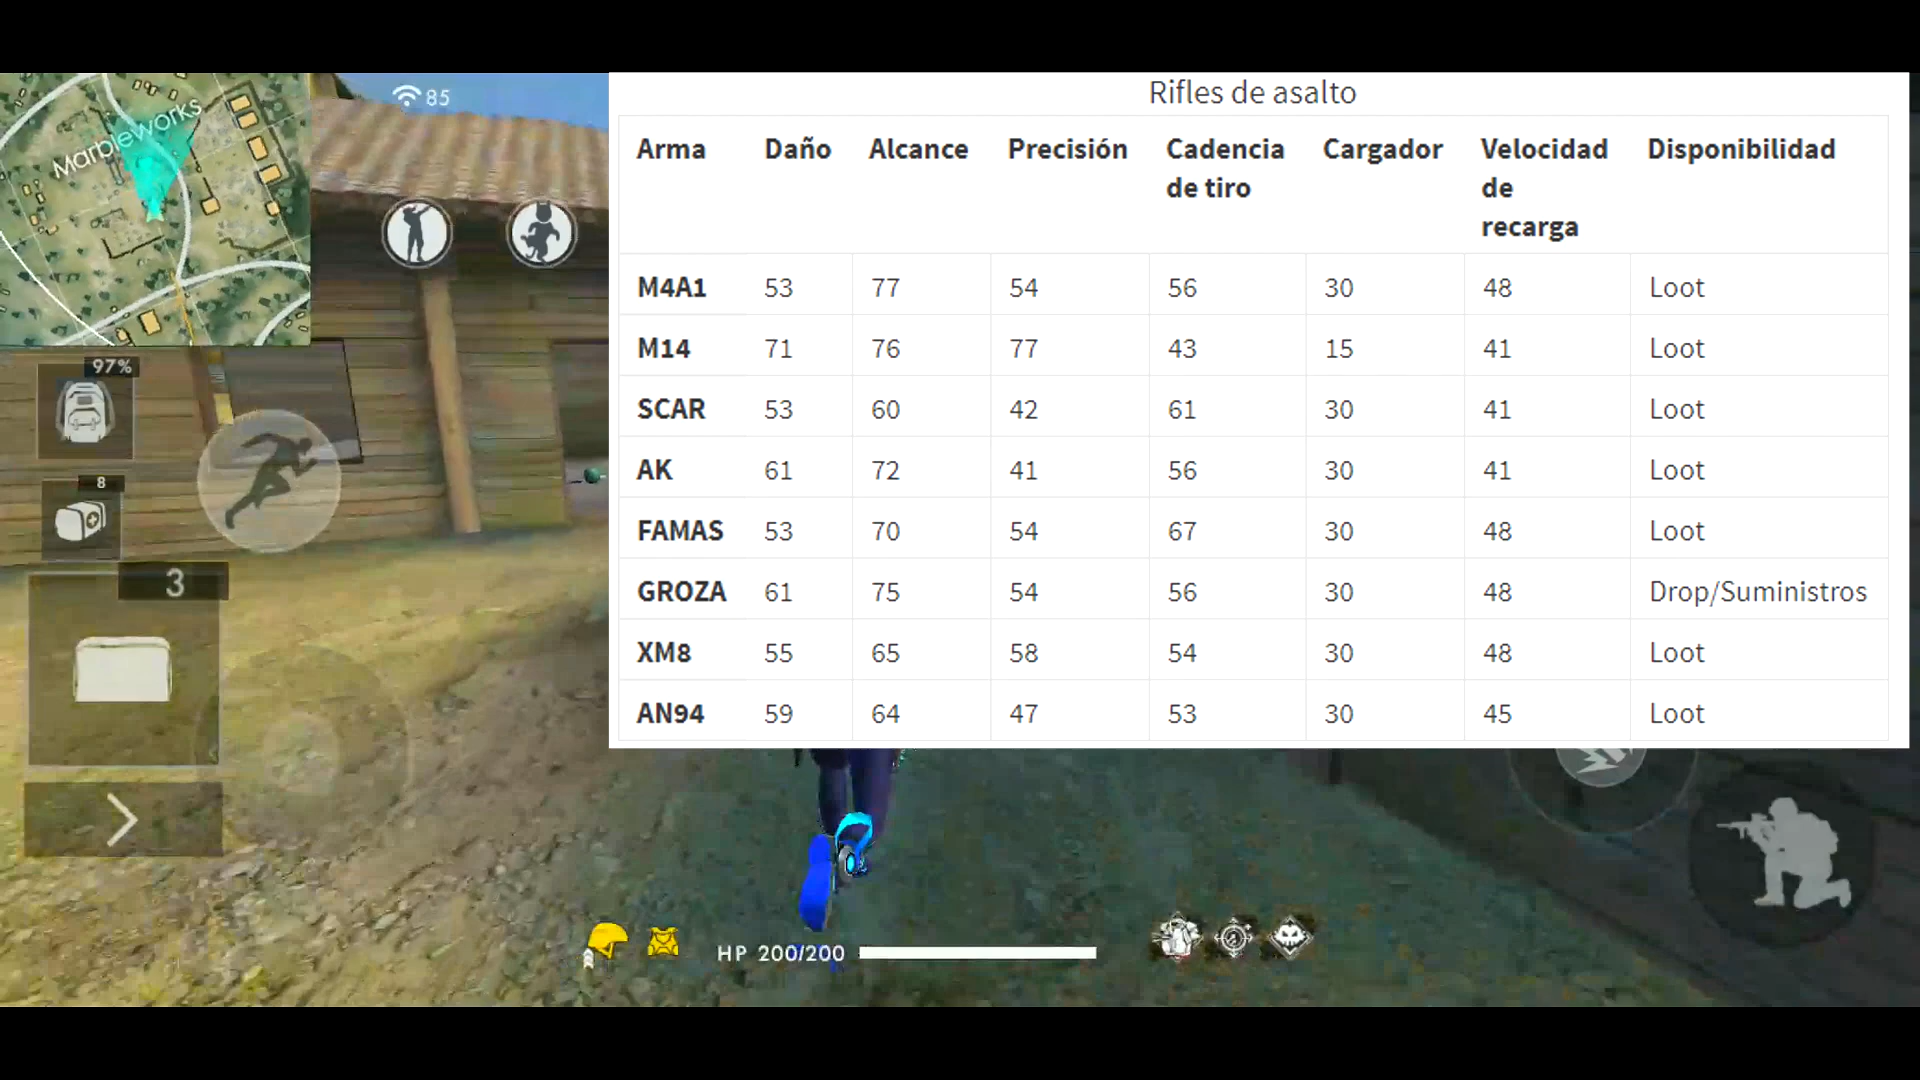 Marbleworks
85
97%
8
3
Rifles de asalto
Arma Daño Alcance Precisión Cadencia de tiro Cargador Velocidad de recarga Disponibilidad
M4A1 53 77 54 56 30 48 Loot
M14 71 76 77 43 15 41 Loot
SCAR 53 60 42 61 30 41 Loot
AK 61 72 41 56 30 41 Loot
FAMAS 53 70 54 67 30 48 Loot
GROZA 61 75 54 56 30 48 Drop/Suministros
XM8 55 65 58 54 30 48 Loot
AN94 59 64 47 53 30 45 Loot
HP 200/200